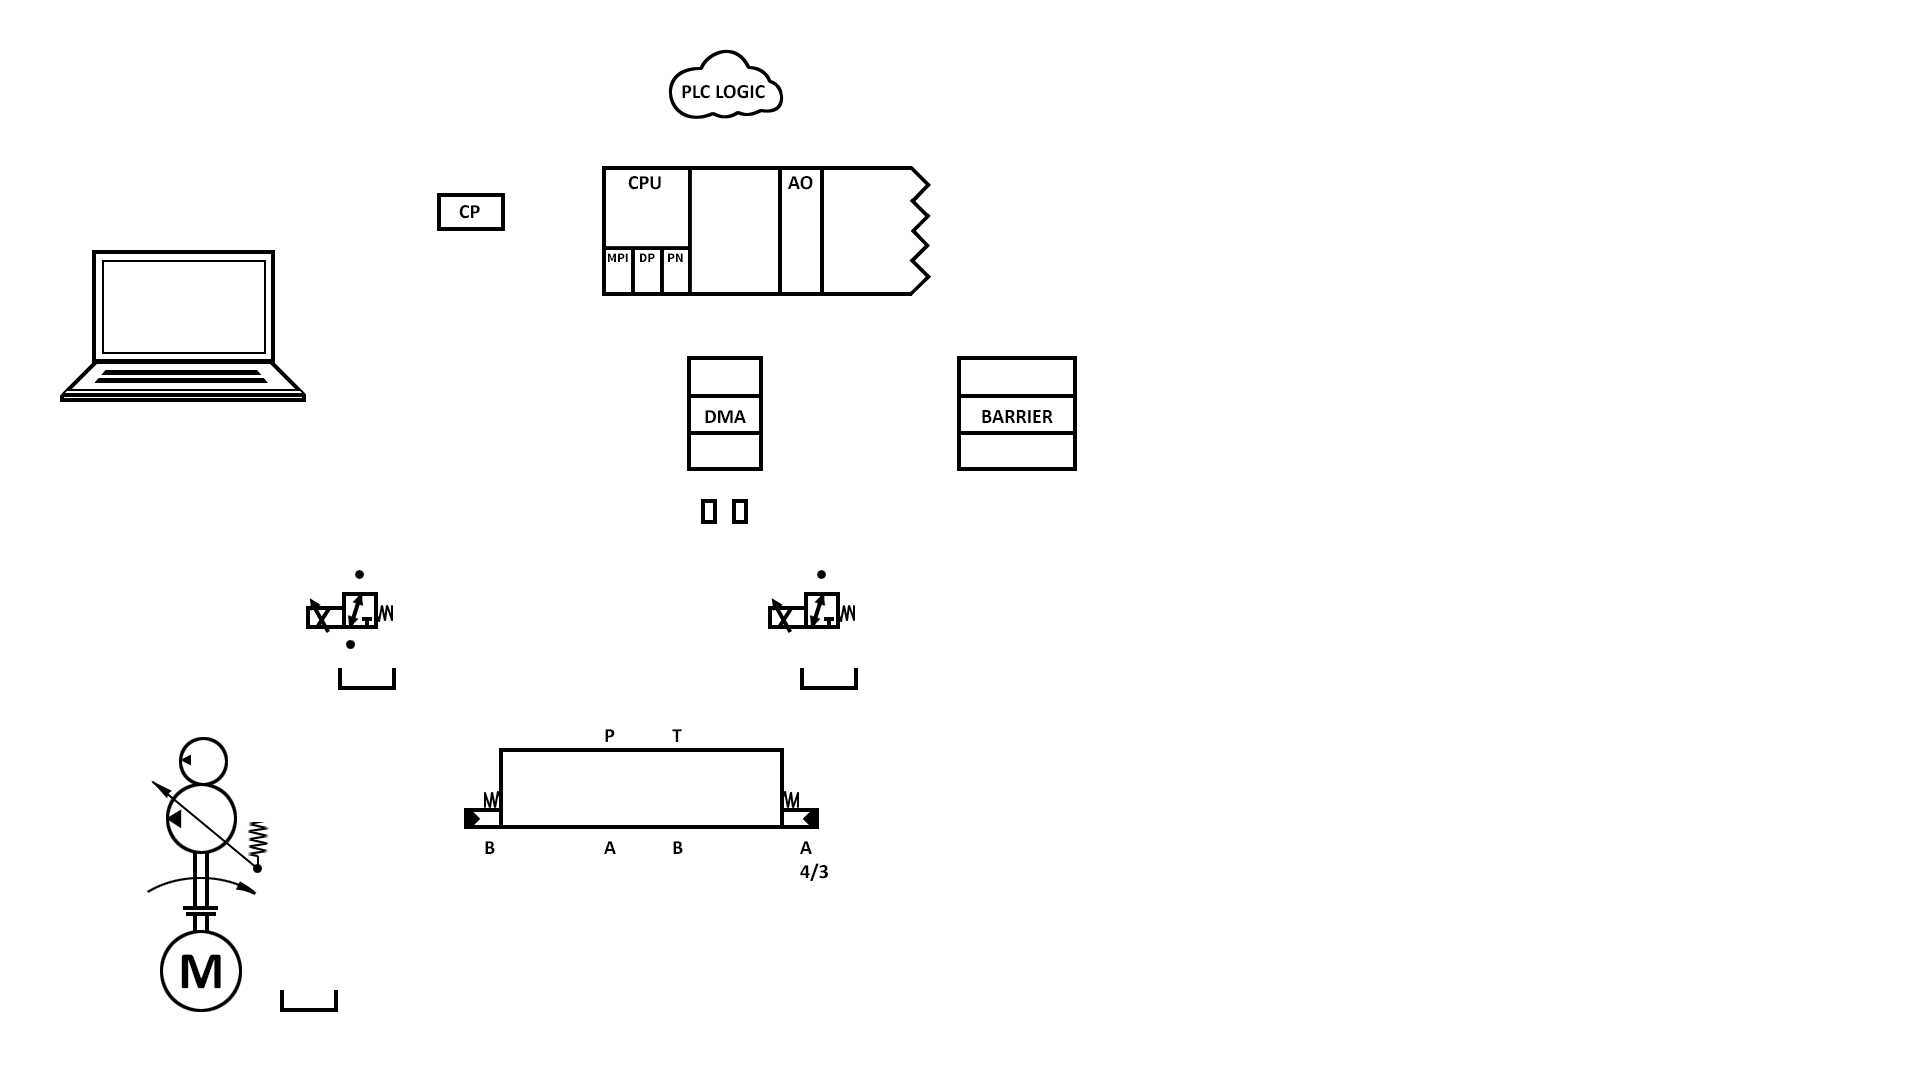 PLC LOGIC
CPU
AO
CP
MPI DP PN
DMA
BARRIER
P T
B A B A
4/3
M